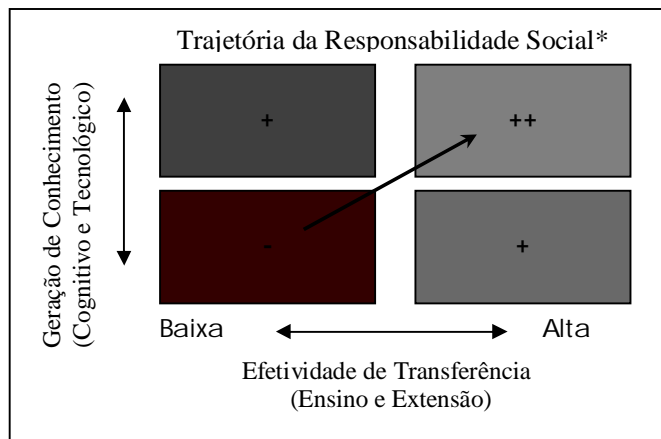 Trajetória da Responsabilidade Social*
Geração de Conhecimento
(Cognitivo e Tecnológico)
+
++
-
+
Baixa
Alta
Efetividade de Transferência
(Ensino e Extensão)